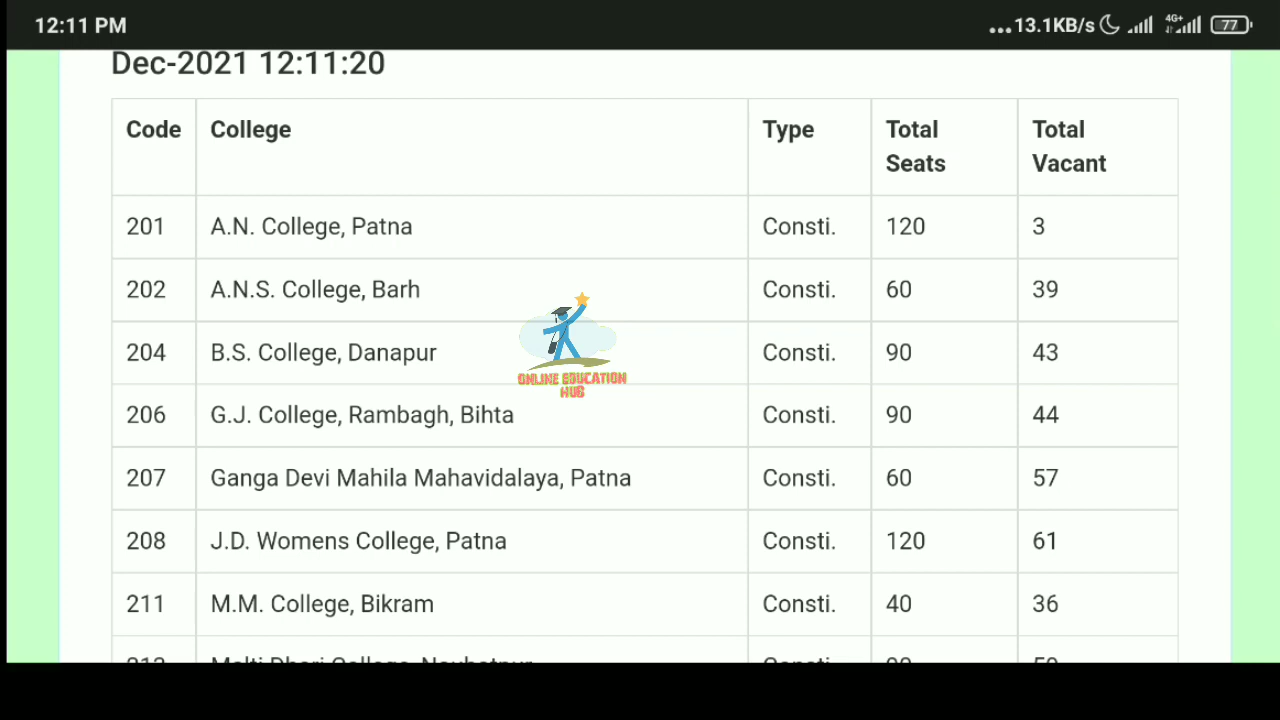 12:11 PM
...13.1KB/s 4G+ 77
Dec-2021 12:11:20
Code College Type Total Seats Total Vacant
201 A.N. College, Patna Consti. 120 3
202 A.N.S. College, Barh Consti. 60 39
204 B.S. College, Danapur Consti. 90 43
ONLINE EDUCATION
HUB
206 G.J. College, Rambagh, Bihta Consti. 90 44
207 Ganga Devi Mahila Mahavidalaya, Patna Consti. 60 57
208 J.D. Womens College, Patna Consti. 120 61
211 M.M. College, Bikram Consti. 40 36